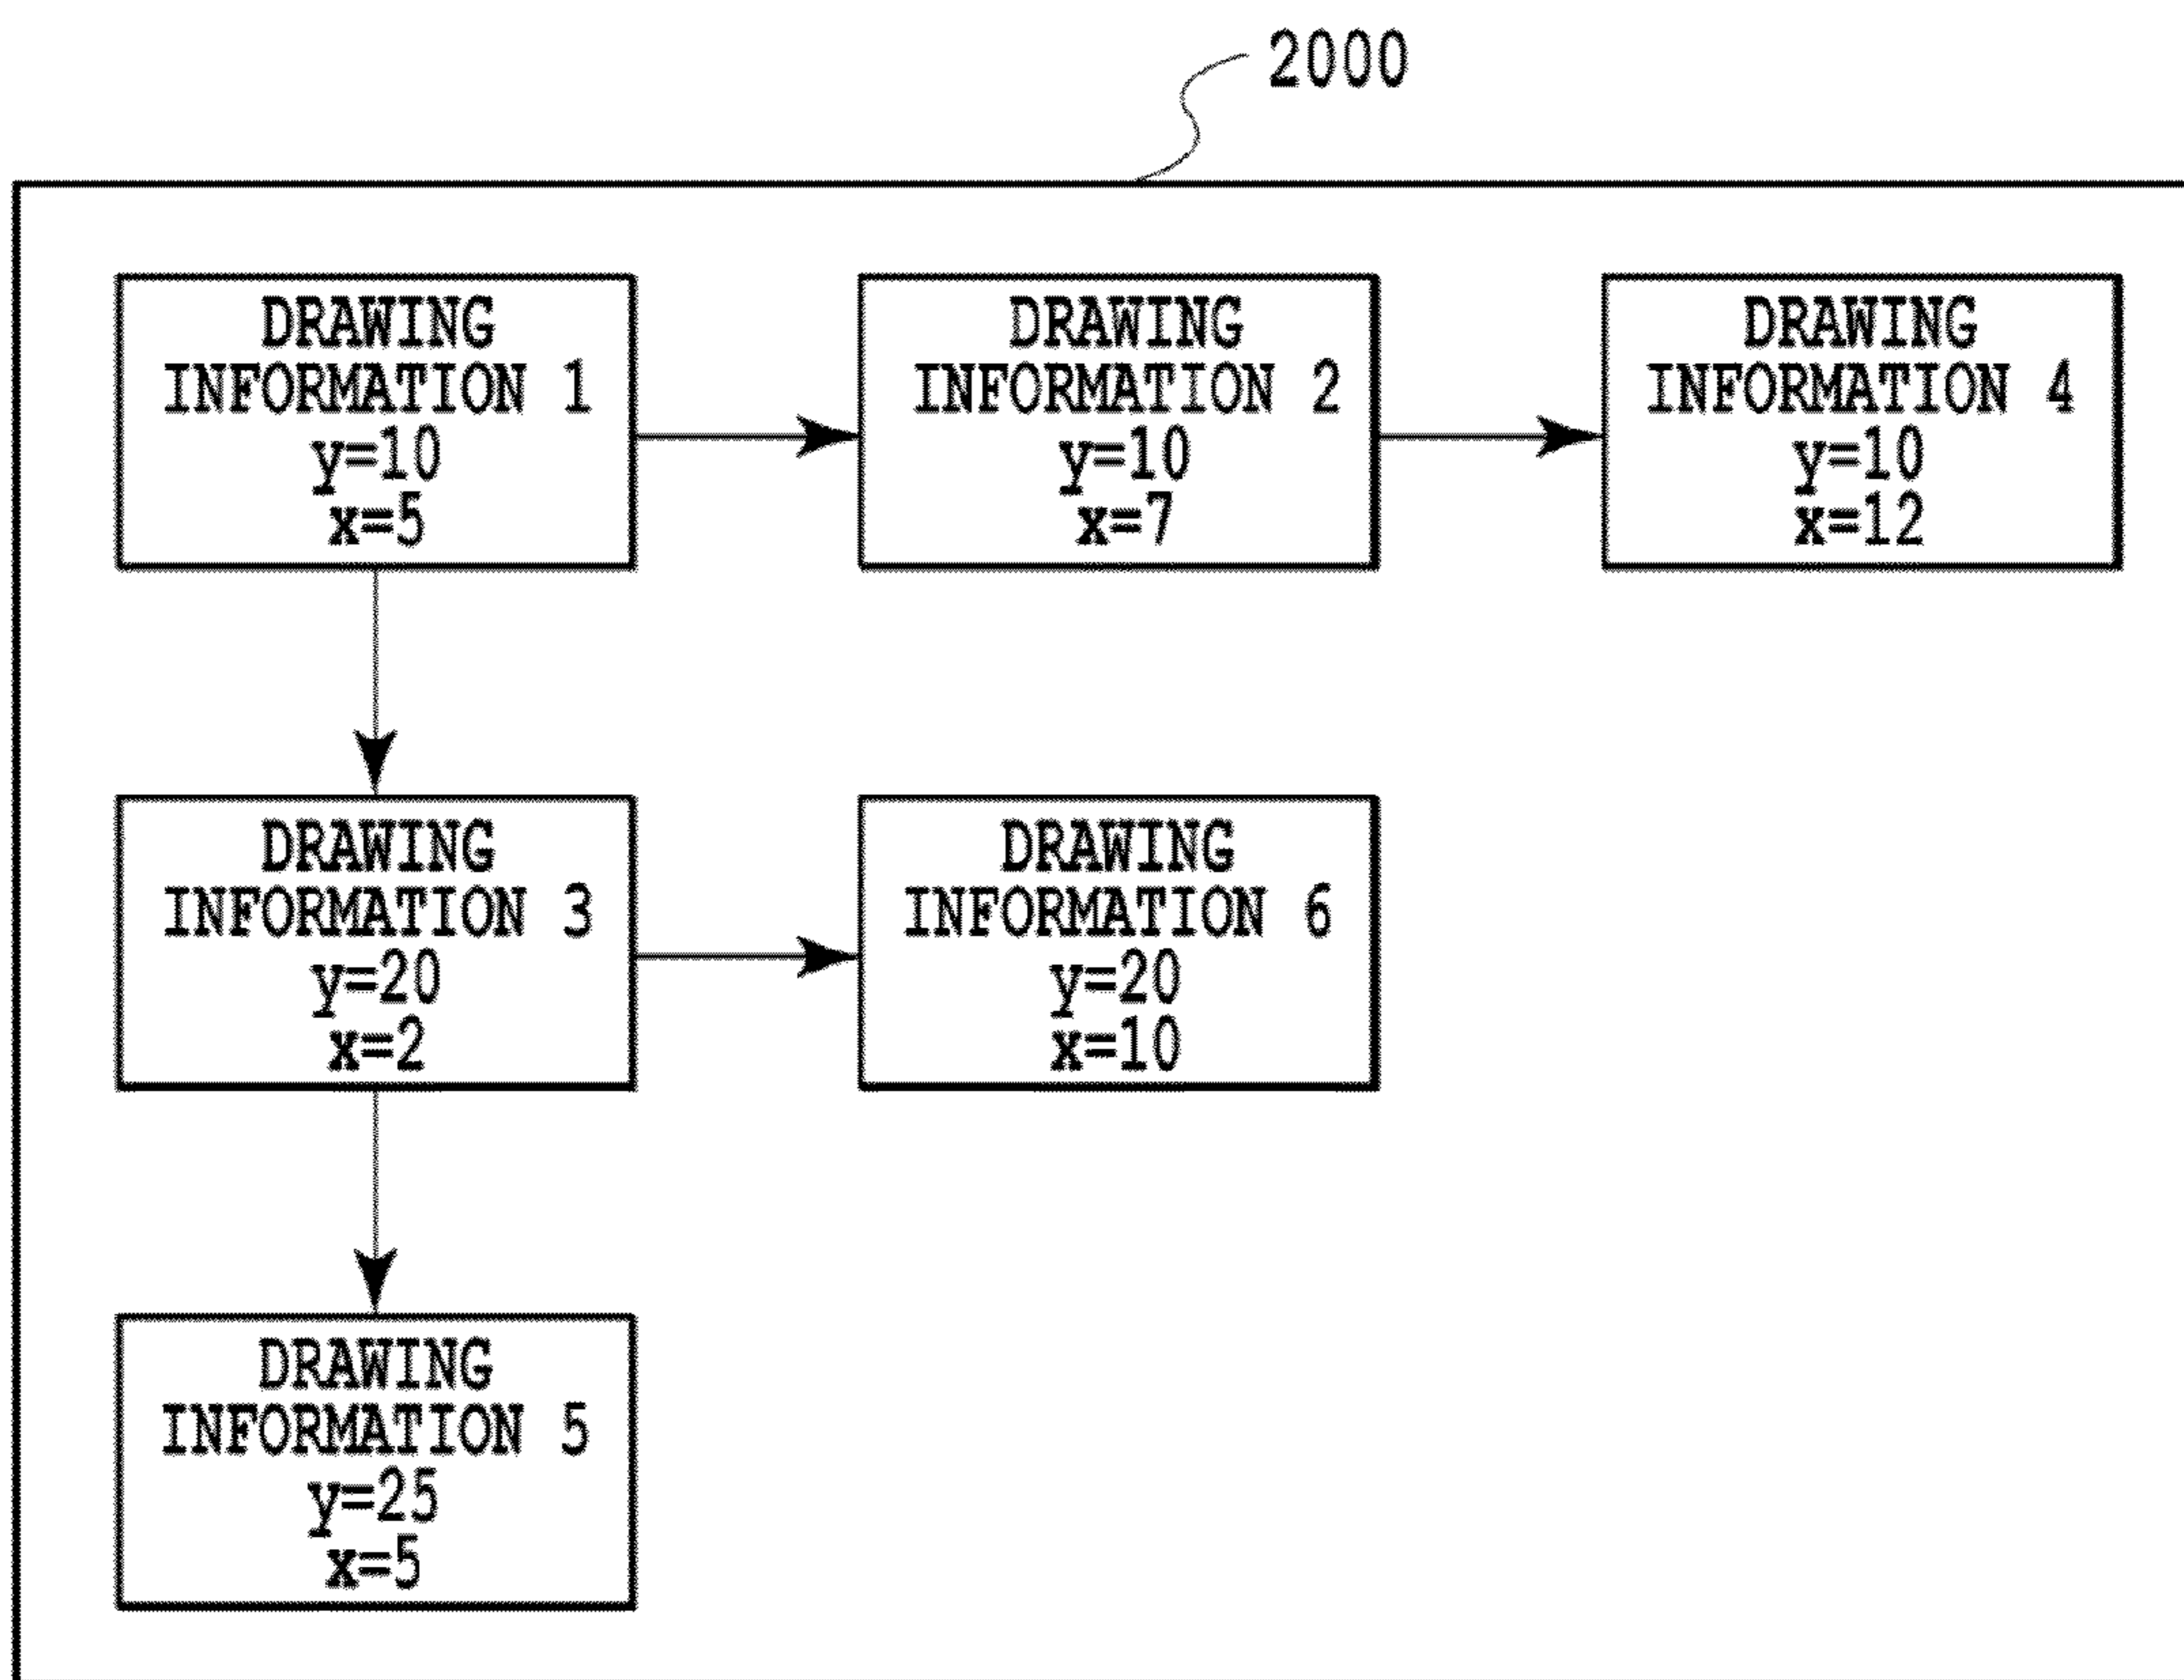 2000
DRAWING
INFORMATION 1
y=10
x=5
DRAWING
INFORMATION 2
y=10
x=7
DRAWING
INFORMATION 4
y=10
x=12
DRAWING
INFORMATION 3
y=20
x=2
DRAWING
INFORMATION 6
y=20
x=10
DRAWING
INFORMATION 5
y=25
x=5